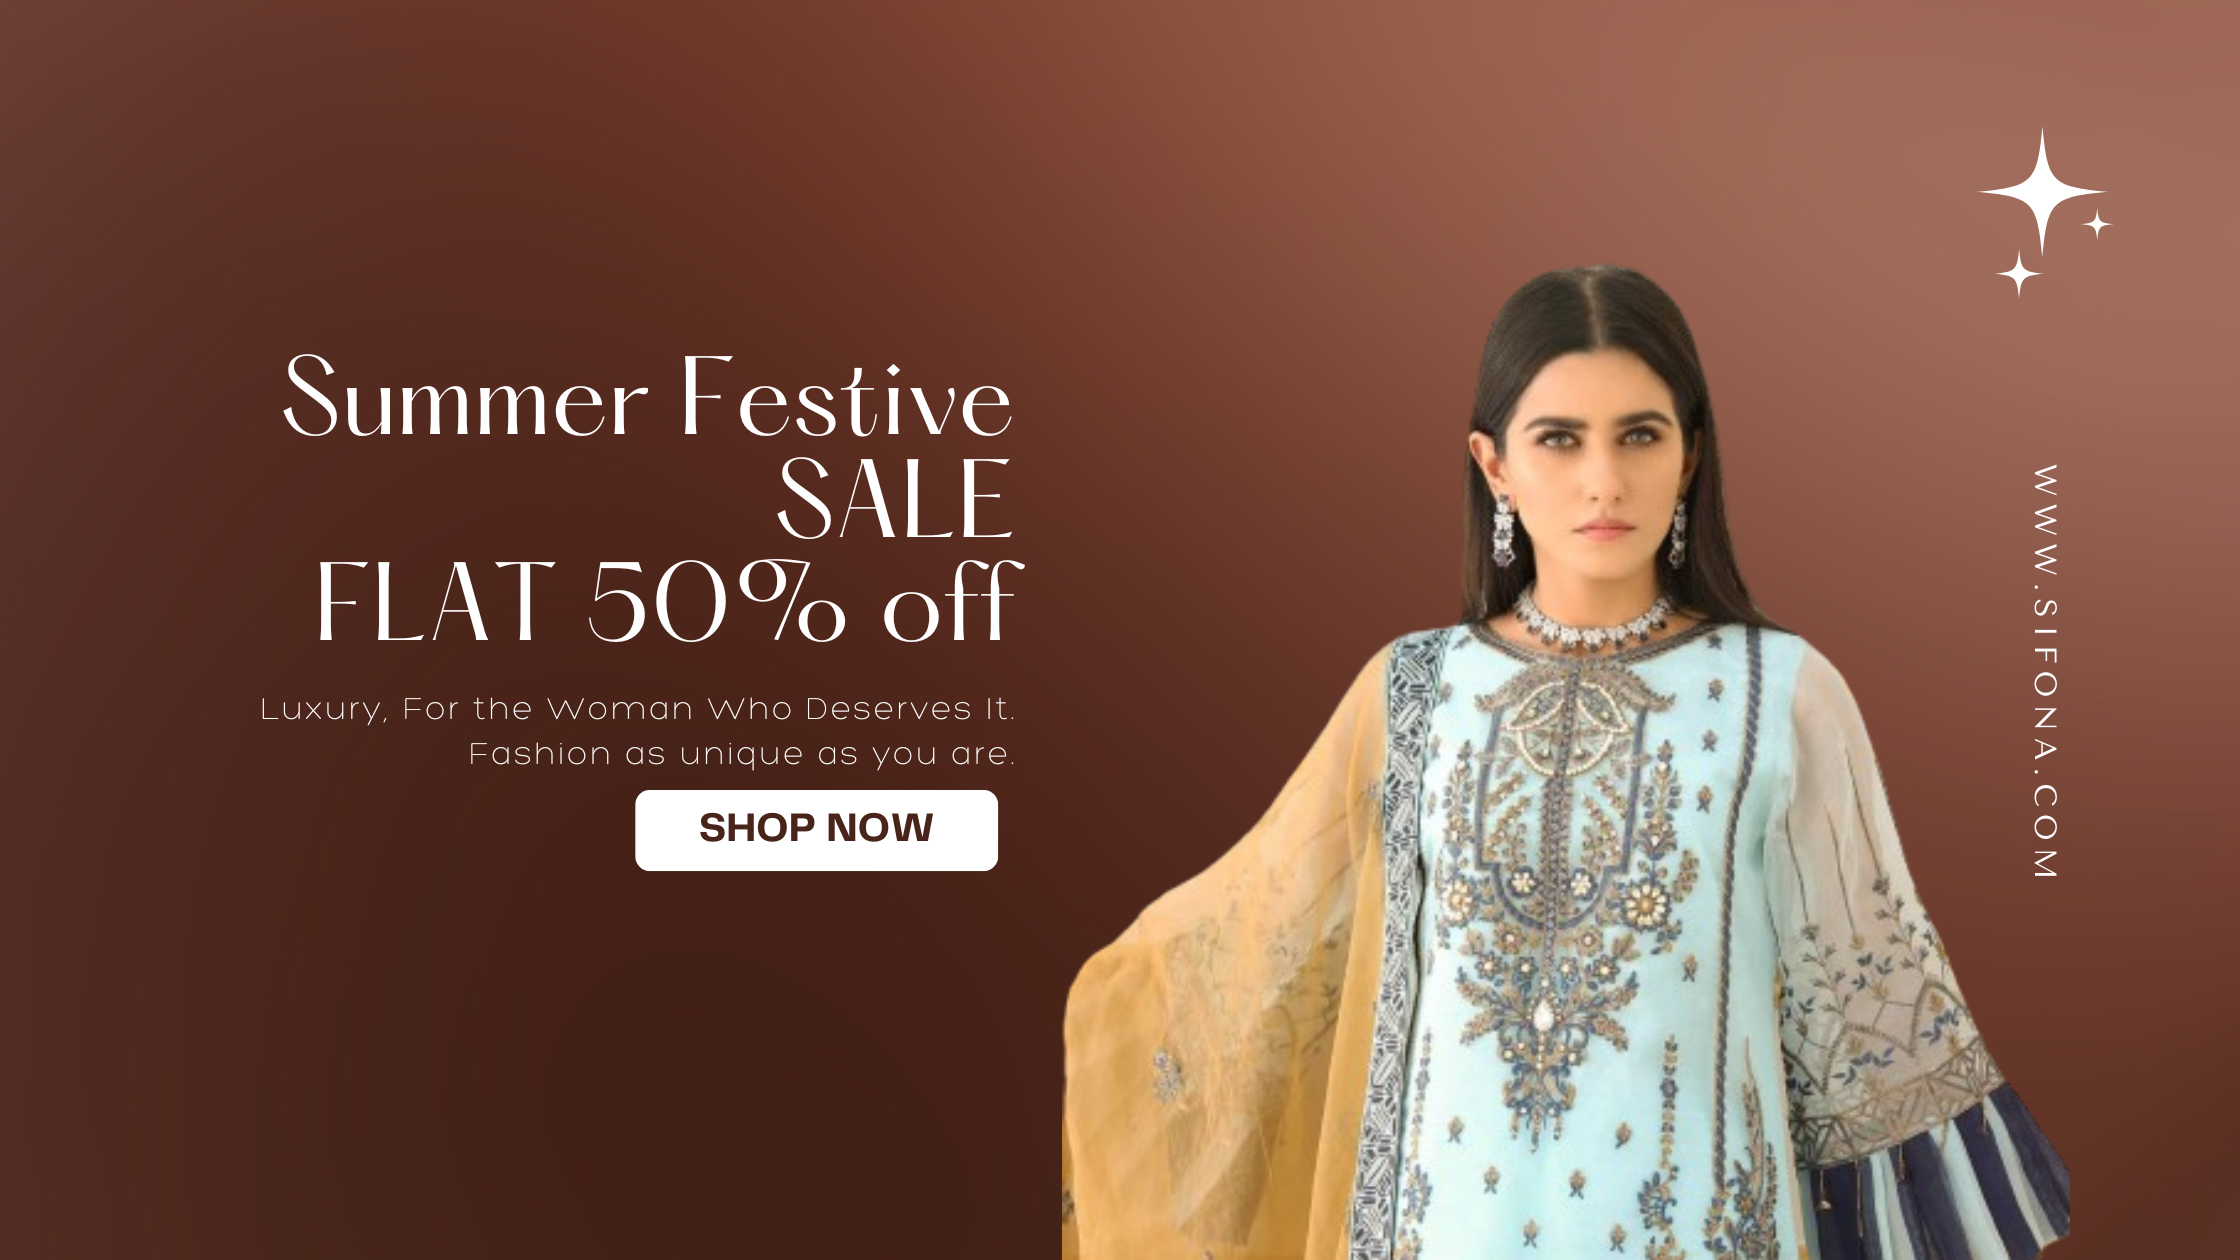 Summer Festive
SALE
FLAT 50% off
Luxury, For the Woman Who Deserves It.
Fashion as unique as you are.
SHOP NOW
WWW.SIFONA.COM